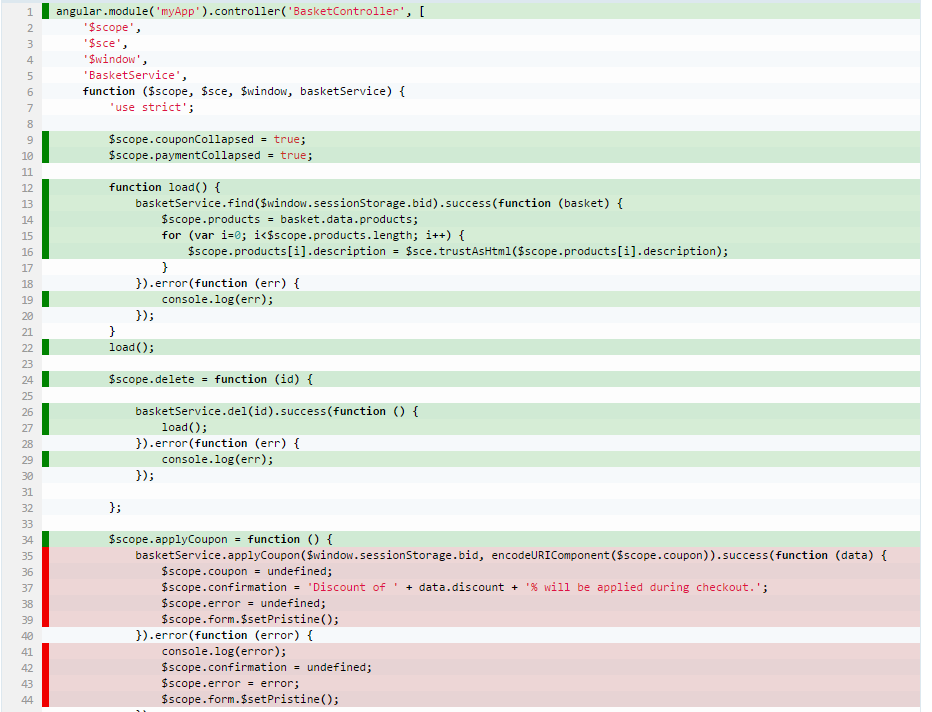 1 angular.module('myApp').controller('BasketController', [
2 '$scope',
3 '$sce',
4 '$window',
5 'BasketService',
6 function ($scope, $sce, $window, basketService) {
7 'use strict';
8
9 $scope.couponCollapsed = true;
10 $scope.paymentCollapsed = true;
11
12 function load() {
13 basketService.find($window.sessionStorage.bid).success(function (basket) {
14 $scope.products = basket.data.products;
15 for (var i=0; i<$scope.products.length; i++) {
16 $scope.products[i].description = $sce.trustAsHtml($scope.products[i].description);
17 }
18 }).error(function (err) {
19 console.log(err);
20 });
21 }
22 load();
23
24 $scope.delete = function (id) {
25
26 basketService.del(id).success(function () {
27 load();
28 }).error(function (err) {
29 console.log(err);
30 });
31
32 };
33
34 $scope.applyCoupon = function () {
35 basketService.applyCoupon($window.sessionStorage.bid, encodeURIComponent($scope.coupon)).success(function (data) {
36 $scope.coupon = undefined;
37 $scope.confirmation = 'Discount of ' + data.discount + '% will be applied during checkout.';
38 $scope.error = undefined;
39 $scope.form.$setPristine();
40 }).error(function (error) {
41 console.log(error);
42 $scope.confirmation = undefined;
43 $scope.error = error;
44 $scope.form.$setPristine();